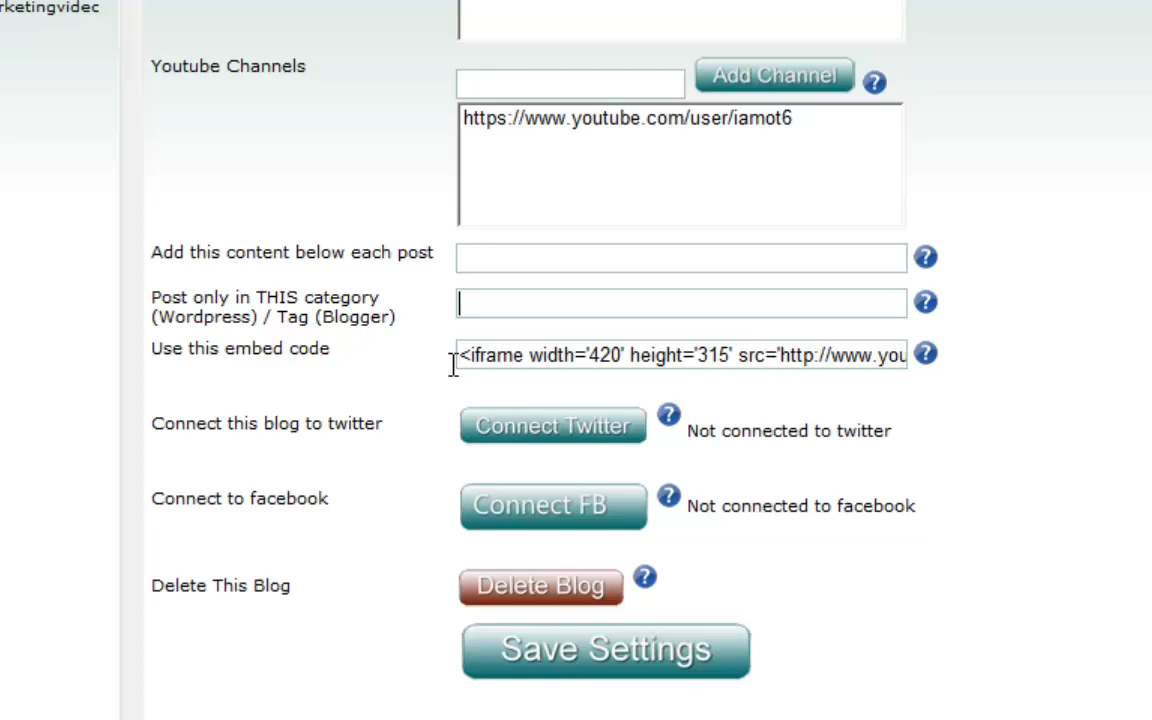 Youtube Channels
Add Channel
?
https://www.youtube.com/user/iamot6
Add this content below each post
?
Post only in THIS category
(Wordpress) / Tag (Blogger)
?
Use this embed code
<iframe width='420' height='315' src='http://www.you
?
Connect this blog to twitter
Connect Twitter
?
Not connected to twitter
Connect to facebook
Connect FB
?
Not connected to facebook
Delete This Blog
Delete Blog
?
Save Settings